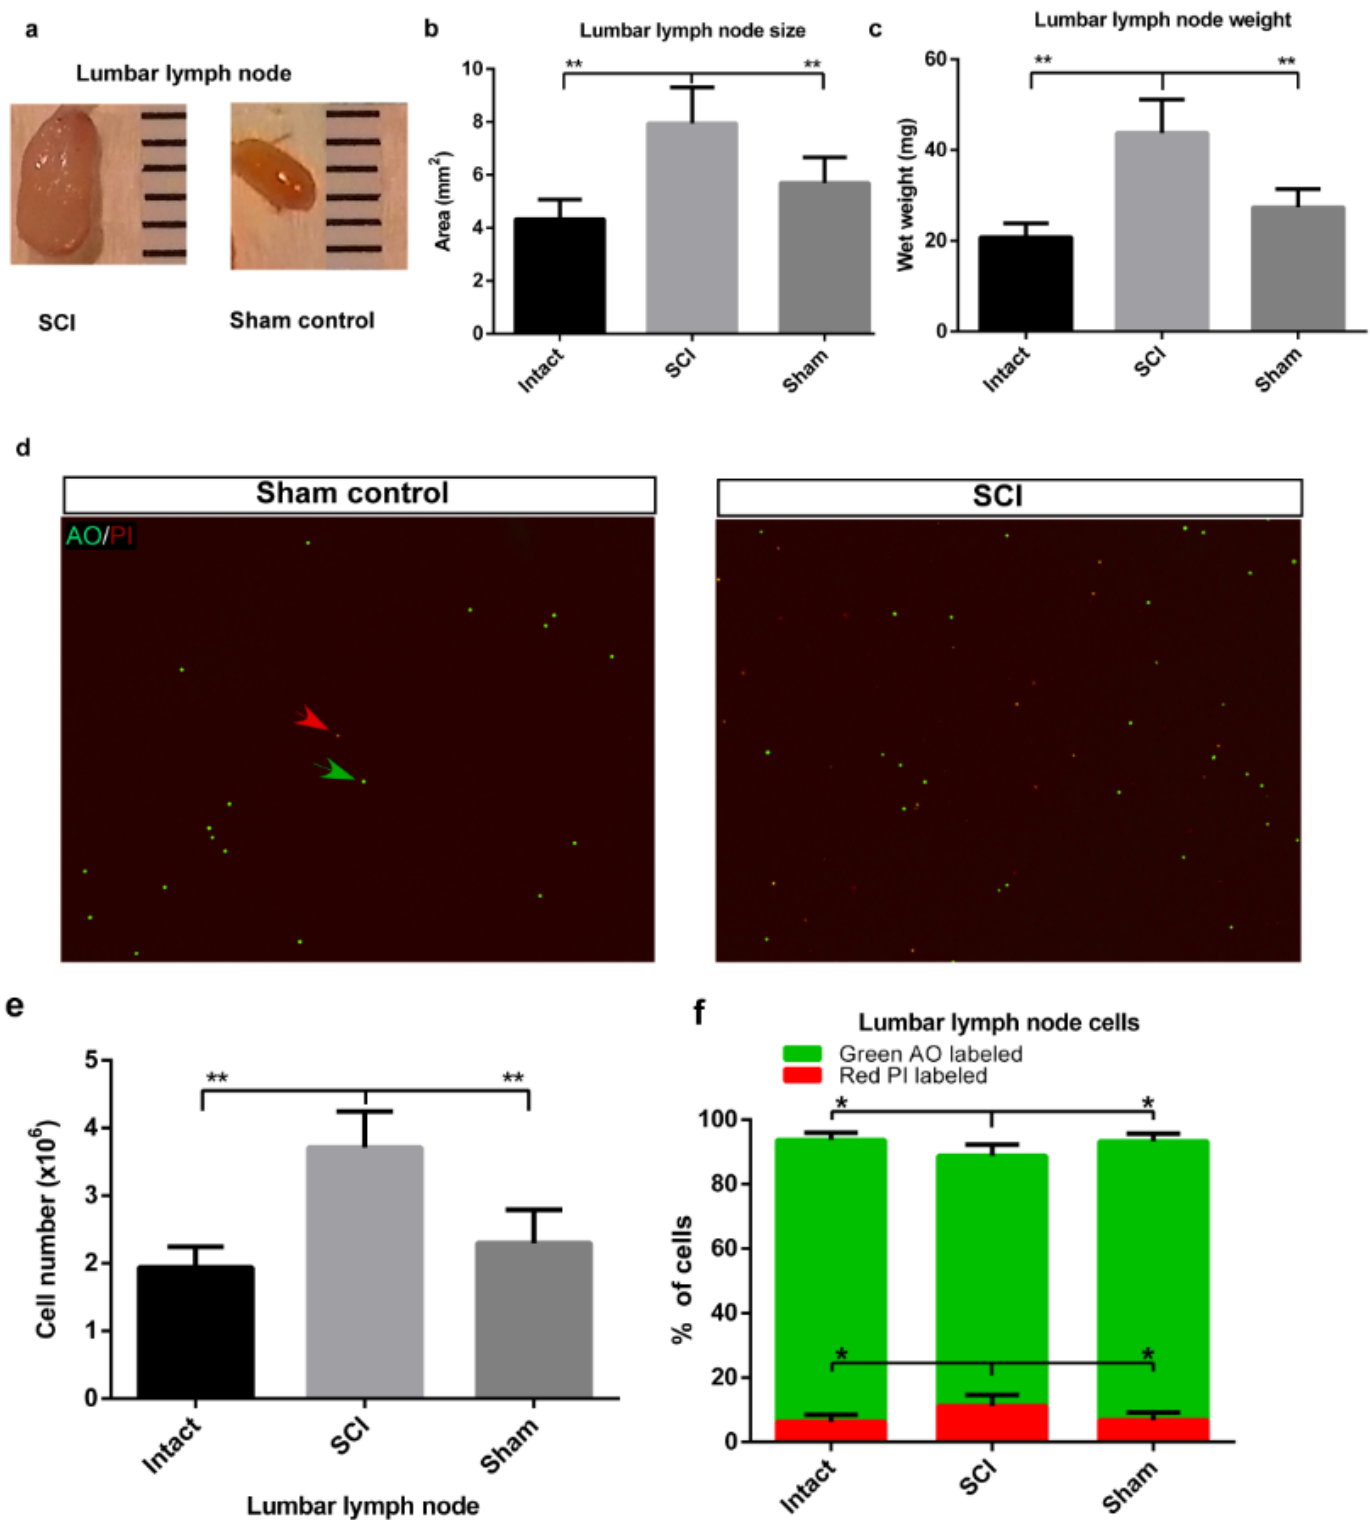 a
Lumbar lymph node
SCI
Sham control
b
Lumbar lymph node size
** **
Area (mm²)
10
8
6
4
2
0
Intact SCI Sham
c
Lumbar lymph node weight
** **
Wet weight (mg)
60
40
20
0
Intact SCI Sham
d
Sham control
AO/PI
SCI
e
** **
Cell number (x10⁶)
5
4
3
2
1
0
Intact SCI Sham
Lumbar lymph node
f
Lumbar lymph node cells
Green AO labeled
Red PI labeled
* *
* *
% of cells
100
80
60
40
20
0
Intact SCI Sham